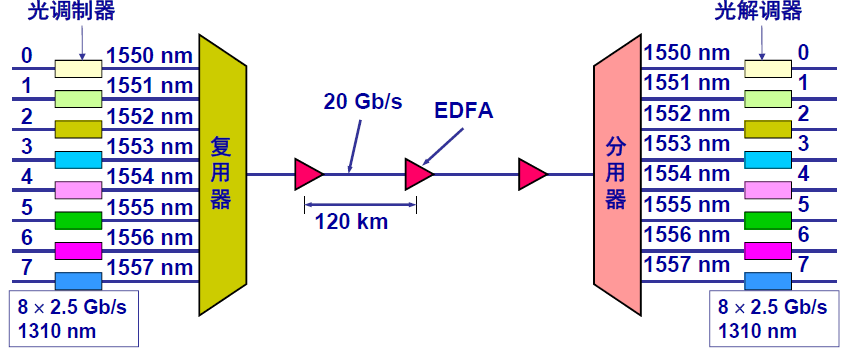 光调制器
光解调器
0 1550 nm
1 1551 nm
2 1552 nm
3 1553 nm
4 1554 nm
5 1555 nm
6 1556 nm
7 1557 nm
8 × 2.5 Gb/s
1310 nm
复用器
20 Gb/s
EDFA
120 km
分用器
1550 nm 0
1551 nm 1
1552 nm 2
1553 nm 3
1554 nm 4
1555 nm 5
1556 nm 6
1557 nm 7
8 × 2.5 Gb/s
1310 nm